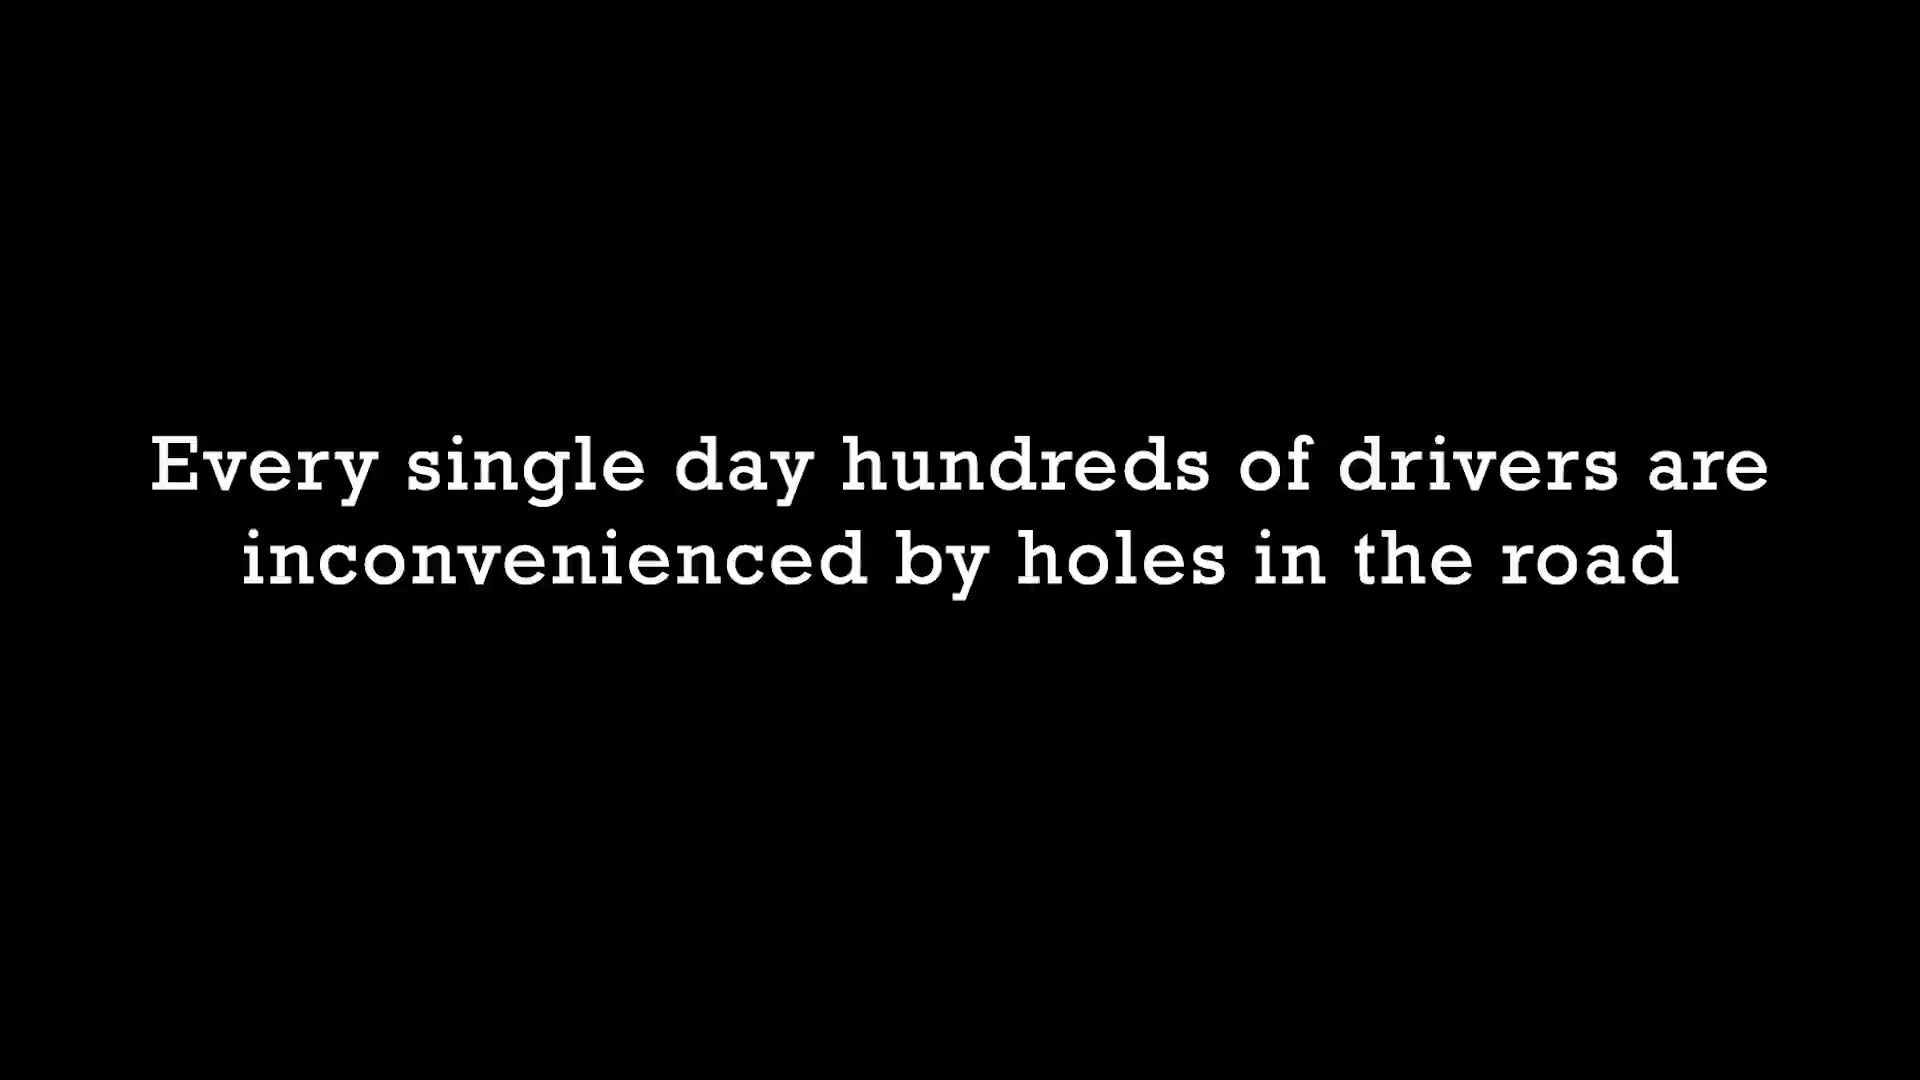 Every single day hundreds of drivers are
inconvenienced by holes in the road